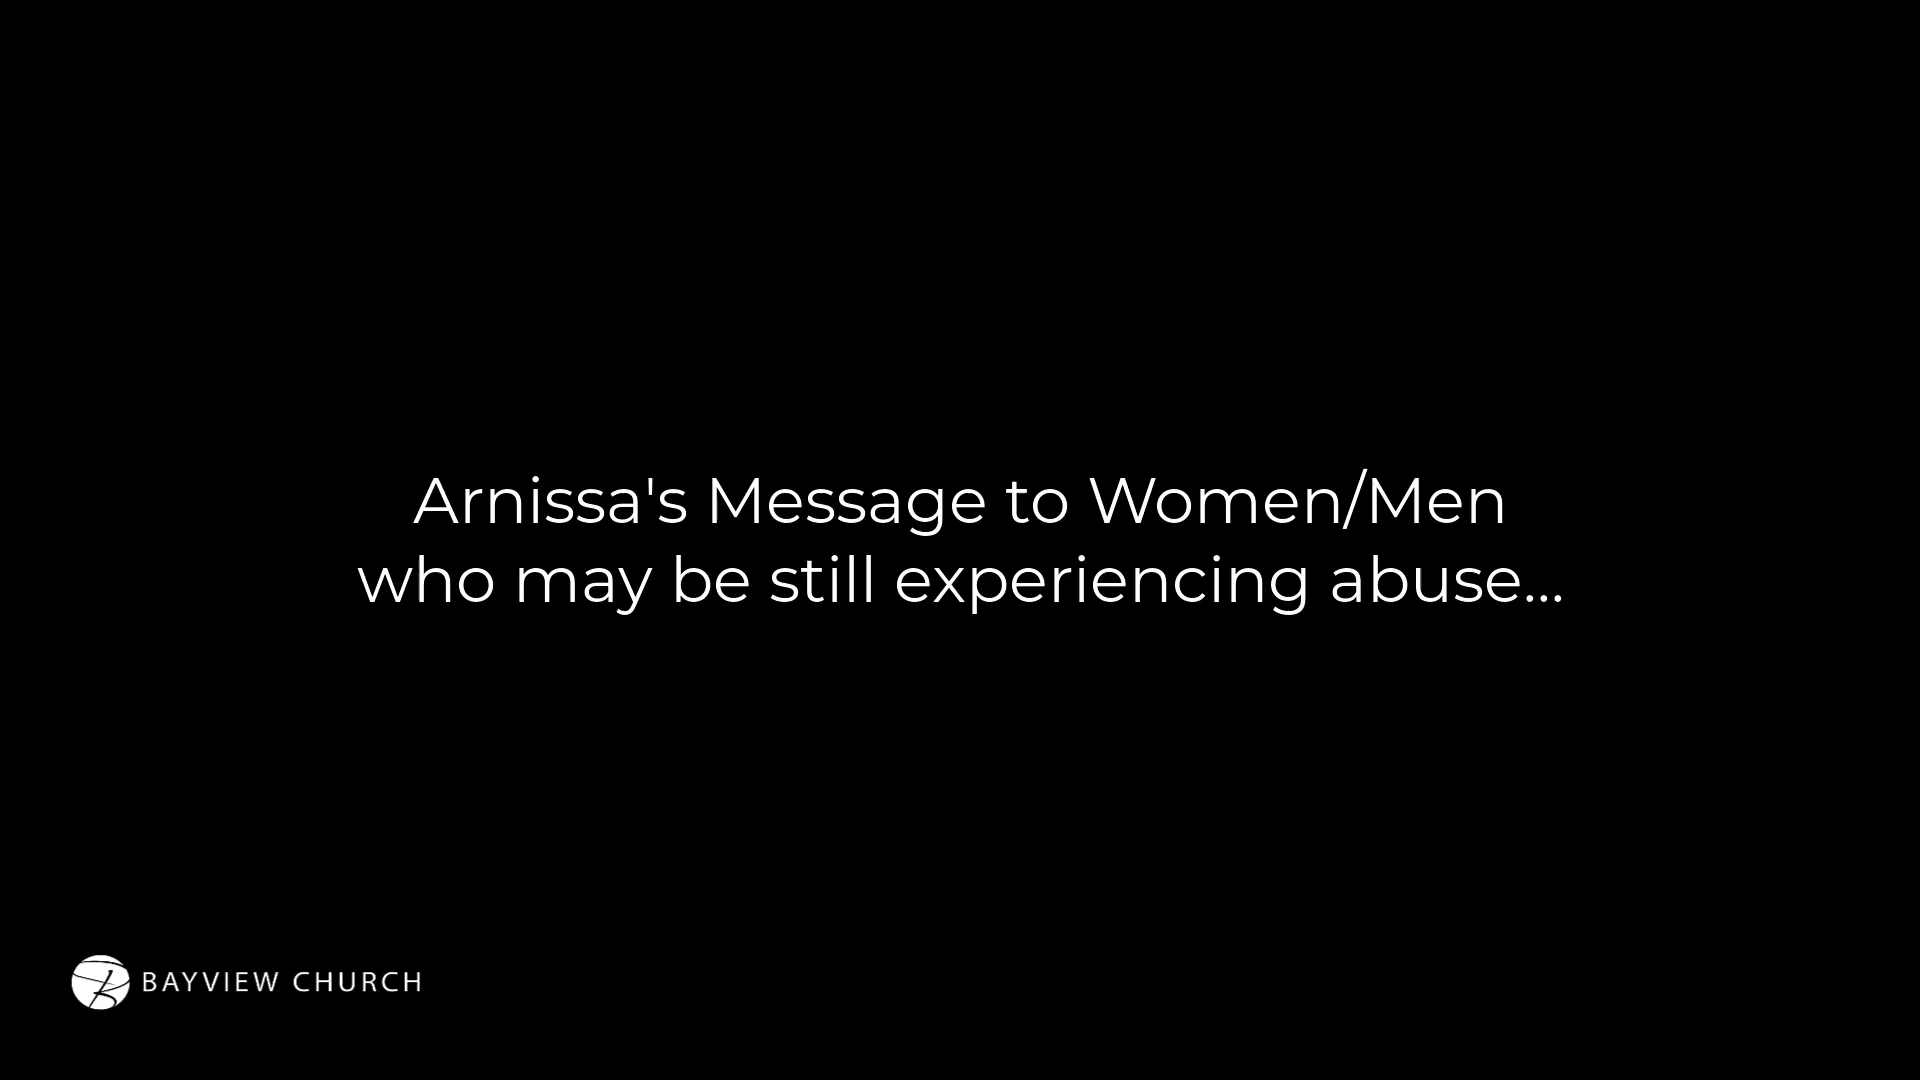 Arnissa's Message to Women/Men
who may be still experiencing abuse...
BAYVIEW CHURCH